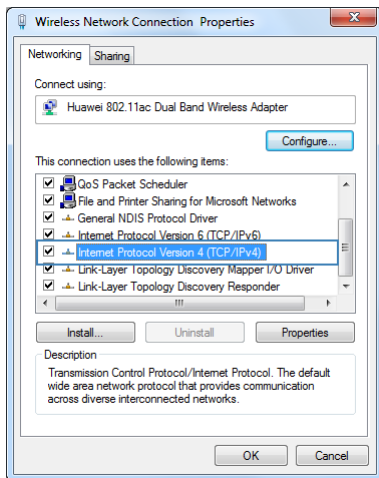 Wireless Network Connection Properties
Networking
Sharing
Connect using:
Huawei 802.11ac Dual Band Wireless Adapter
Configure...
This connection uses the following items:
QoS Packet Scheduler
File and Printer Sharing for Microsoft Networks
General NDIS Protocol Driver
Internet Protocol Version 6 (TCP/IPv6)
Internet Protocol Version 4 (TCP/IPv4)
Link-Layer Topology Discovery Mapper I/O Driver
Link-Layer Topology Discovery Responder
Install...
Uninstall
Properties
Description
Transmission Control Protocol/Internet Protocol. The default
wide area network protocol that provides communication
across diverse interconnected networks.
OK
Cancel